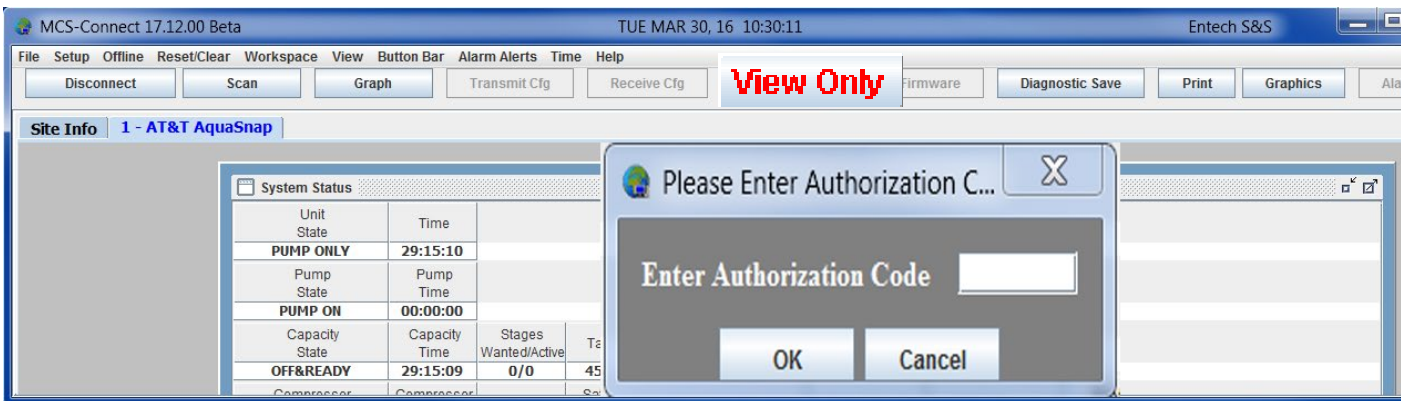 MCS-Connect 17.12.00 Beta TUE MAR 30, 16 10:30:11 Entech S&S
File Setup Offline Reset/Clear Workspace View Button Bar Alarm Alerts Time Help
Disconnect Scan Graph Transmit Cfg Receive Cfg View Only Firmware Diagnostic Save Print Graphics
Site Info 1 - AT&T AquaSnap
System Status
Unit State Time
PUMP ONLY 29:15:10
Pump State Pump Time
PUMP ON 00:00:00
Capacity State Capacity Time Stages Wanted/Active
OFF&READY 29:15:09 0/0 45
Compressor Compressor
Please Enter Authorization C...
Enter Authorization Code
OK Cancel